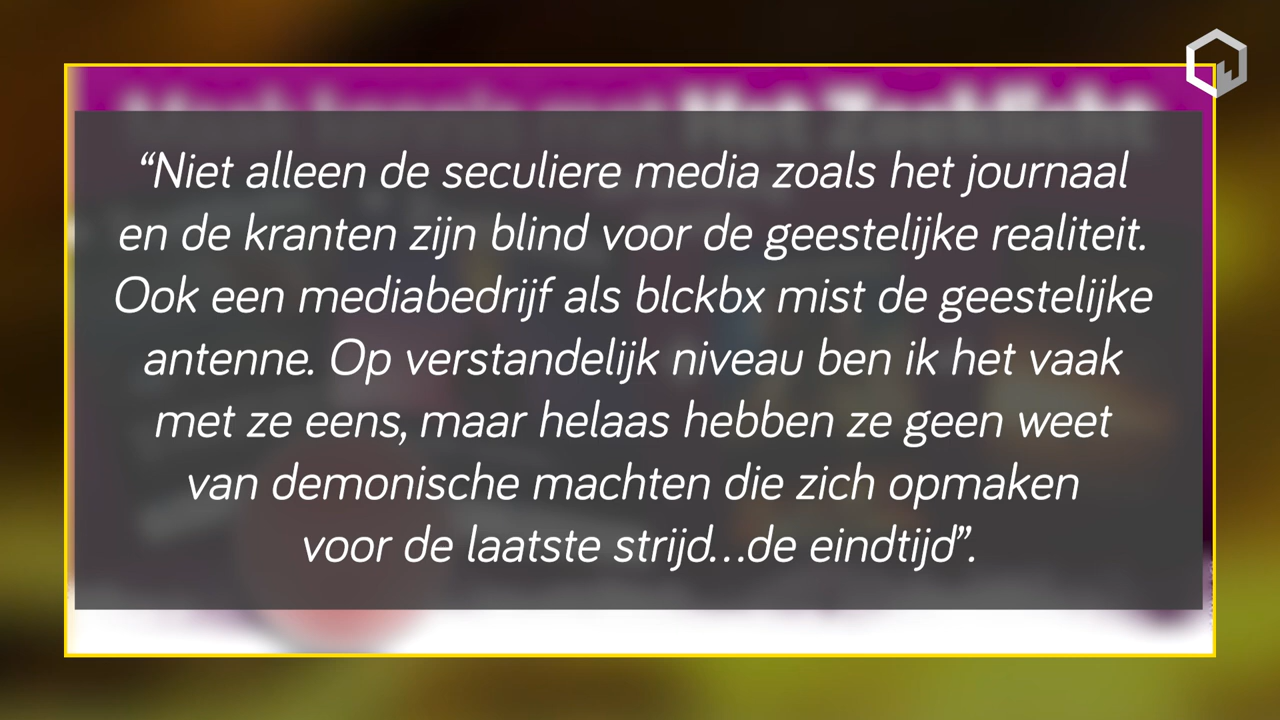 “Niet alleen de seculiere media zoals het journaal
en de kranten zijn blind voor de geestelijke realiteit.
Ook een mediabedrijf als blckbx mist de geestelijke
antenne. Op verstandelijk niveau ben ik het vaak
met ze eens, maar helaas hebben ze geen weet
van demonische machten die zich opmaken
voor de laatste strijd...de eindtijd”.